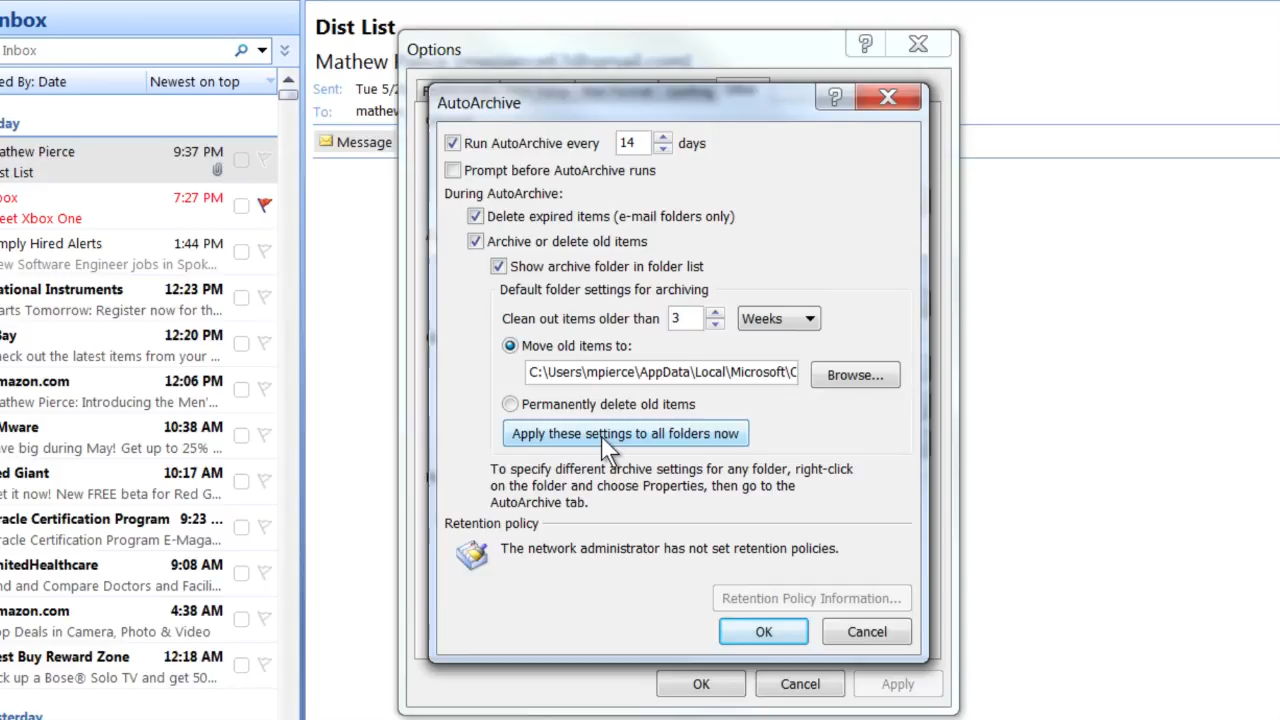 nbox
Inbox
ed By: Date
Newest on top
day
athew Pierce 9:37 PM
st List
box 7:27 PM
eet Xbox One
mply Hired Alerts 1:44 PM
ew Software Engineer jobs in Spok...
ational Instruments 12:23 PM
arts Tomorrow: Register now for th...
Bay 12:20 PM
heck out the latest items from your ...
mazon.com 12:06 PM
athew Pierce: Introducing the Men'...
Mware 10:38 AM
ave big during May! Get up to 25% ...
ed Giant 10:17 AM
et it now! New FREE beta for Red G...
racle Certification Program 9:23 ...
racle Certification Program E-Maga...
nitedHealthcare 9:08 AM
nd and Compare Doctors and Facili...
mazon.com 4:38 AM
op Deals in Camera, Photo & Video
est Buy Reward Zone 12:18 AM
ck up a Bose® Solo TV and get 50...
esterday
Dist List
Mathew
Sent: Tue 5/2
To: mathew
Message
Options
AutoArchive
Run AutoArchive every 14 days
Prompt before AutoArchive runs
During AutoArchive:
Delete expired items (e-mail folders only)
Archive or delete old items
Show archive folder in folder list
Default folder settings for archiving
Clean out items older than 3 Weeks
Move old items to:
C:\Users\mpierce\AppData\Local\Microsoft\O
Browse...
Permanently delete old items
Apply these settings to all folders now
To specify different archive settings for any folder, right-click
on the folder and choose Properties, then go to the
AutoArchive tab.
Retention policy
The network administrator has not set retention policies.
Retention Policy Information...
OK Cancel
OK Cancel Apply